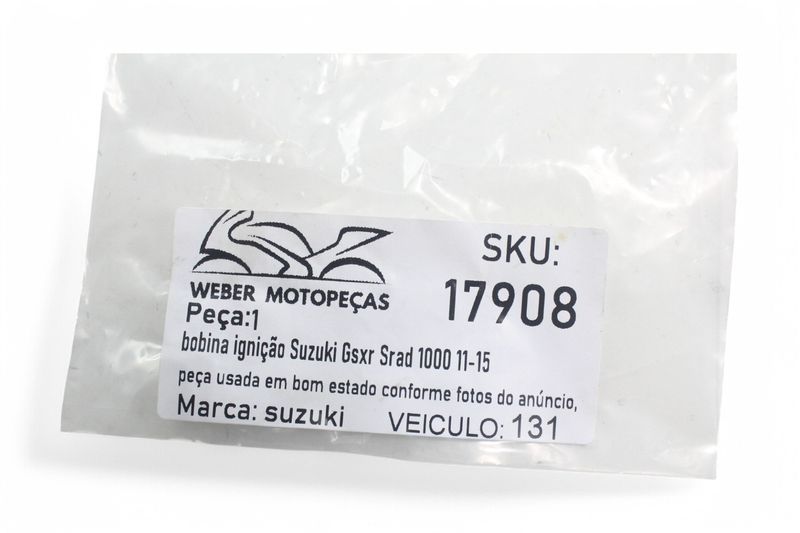 WEBER MOTOPEÇAS
SKU:
17908
Peça:1
bobina ignição Suzuki Gsxr Srad 1000 11-15
peça usada em bom estado conforme fotos do anúncio,
Marca: suzuki VEICULO: 131